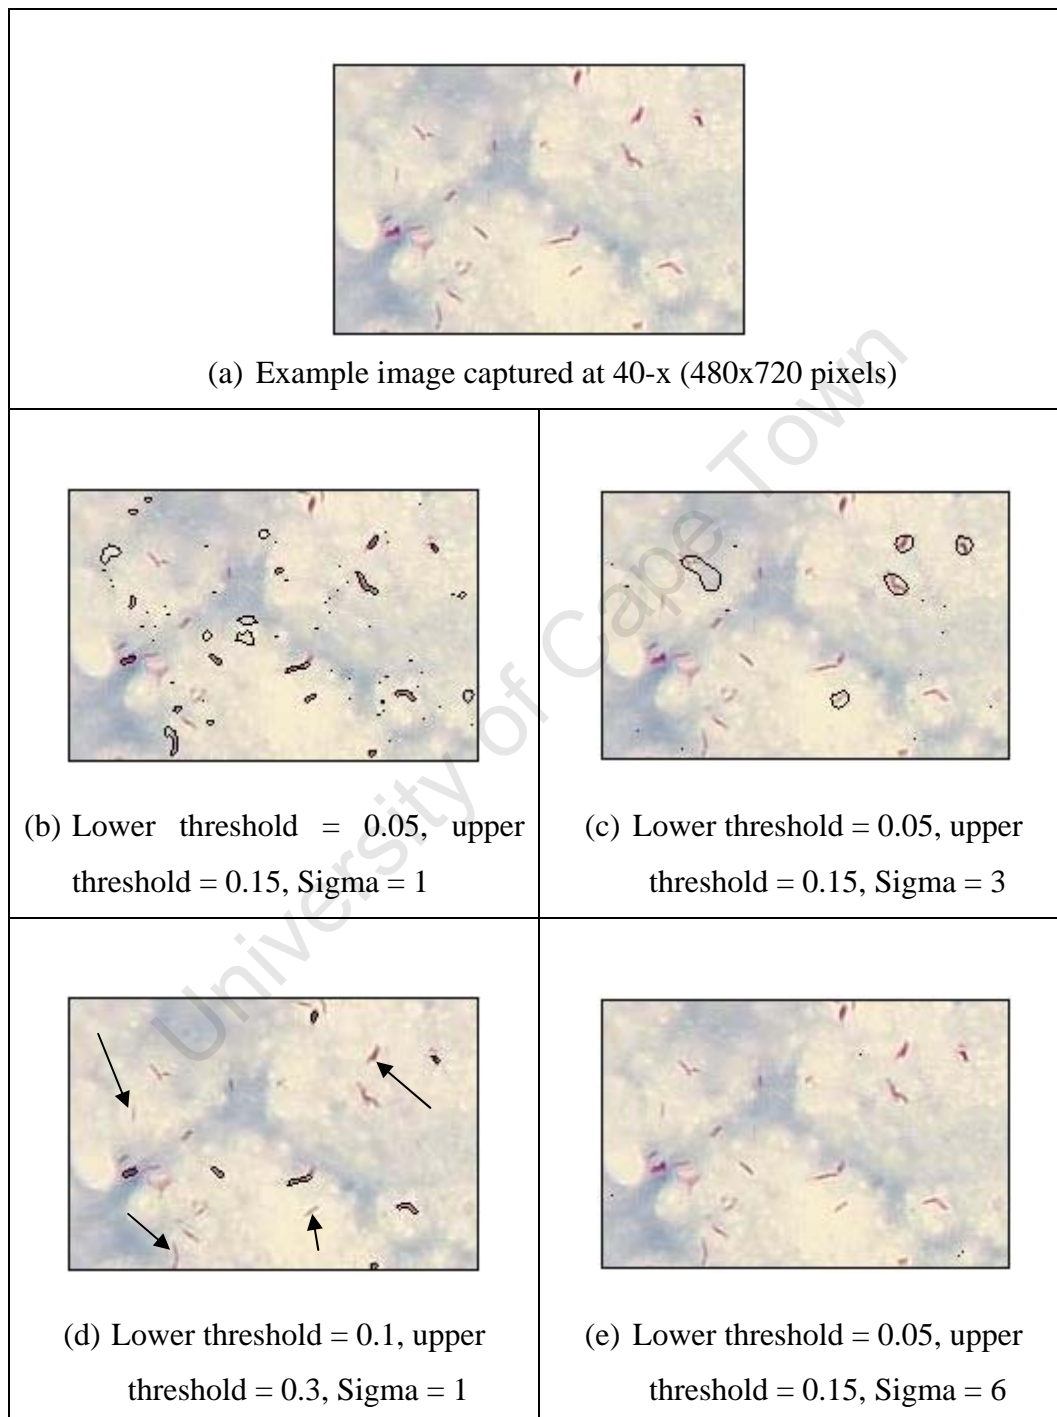 (a) Example image captured at 40-x (480x720 pixels)
(b) Lower threshold = 0.05, upper
threshold = 0.15, Sigma = 1
(c) Lower threshold = 0.05, upper
threshold = 0.15, Sigma = 3
(d) Lower threshold = 0.1, upper
threshold = 0.3, Sigma = 1
(e) Lower threshold = 0.05, upper
threshold = 0.15, Sigma = 6
University of Cape Town